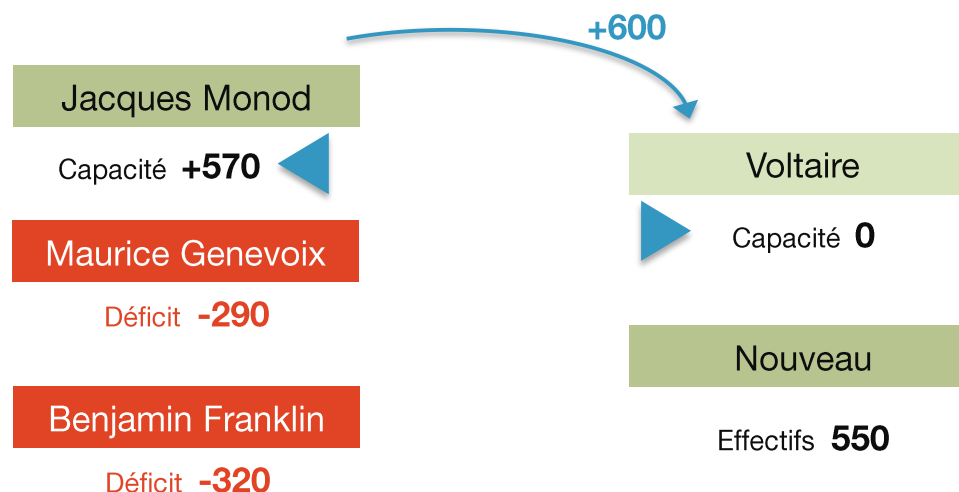 +600
Jacques Monod
Capacité +570
Maurice Genevoix
Déficit -290
Benjamin Franklin
Déficit -320
Voltaire
Capacité 0
Nouveau
Effectifs 550